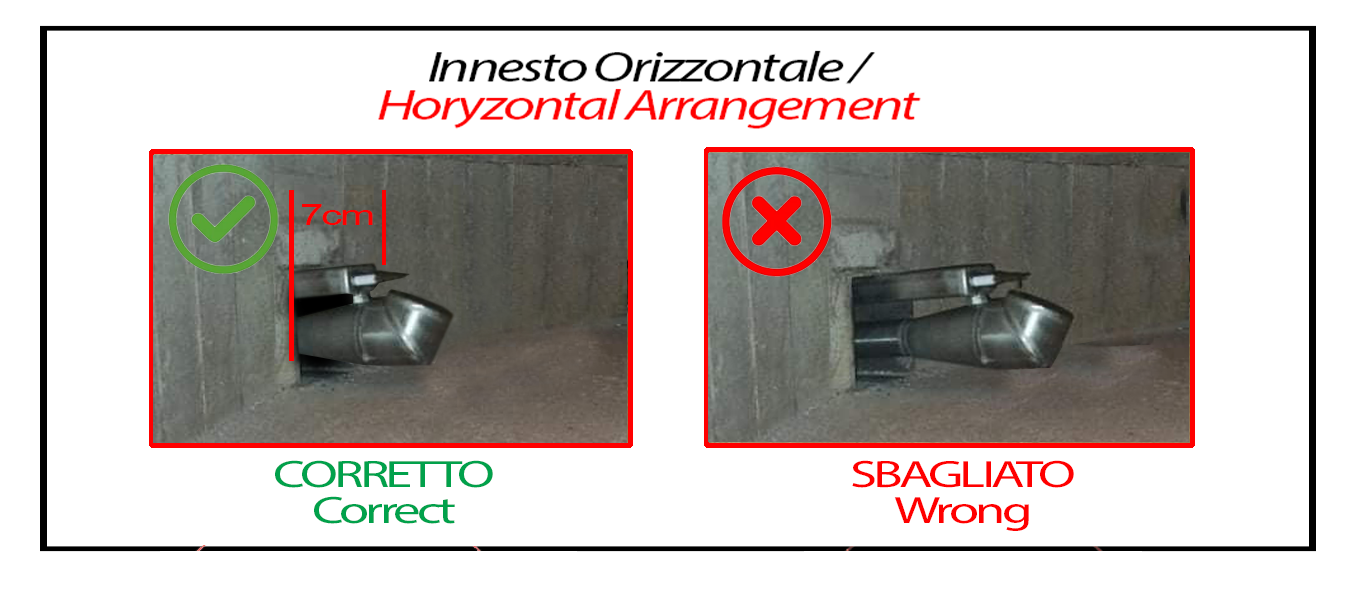 Innesto Orizzontale /
Horyzontal Arrangement
7cm
CORRETTO
Correct
SBAGLIATO
Wrong